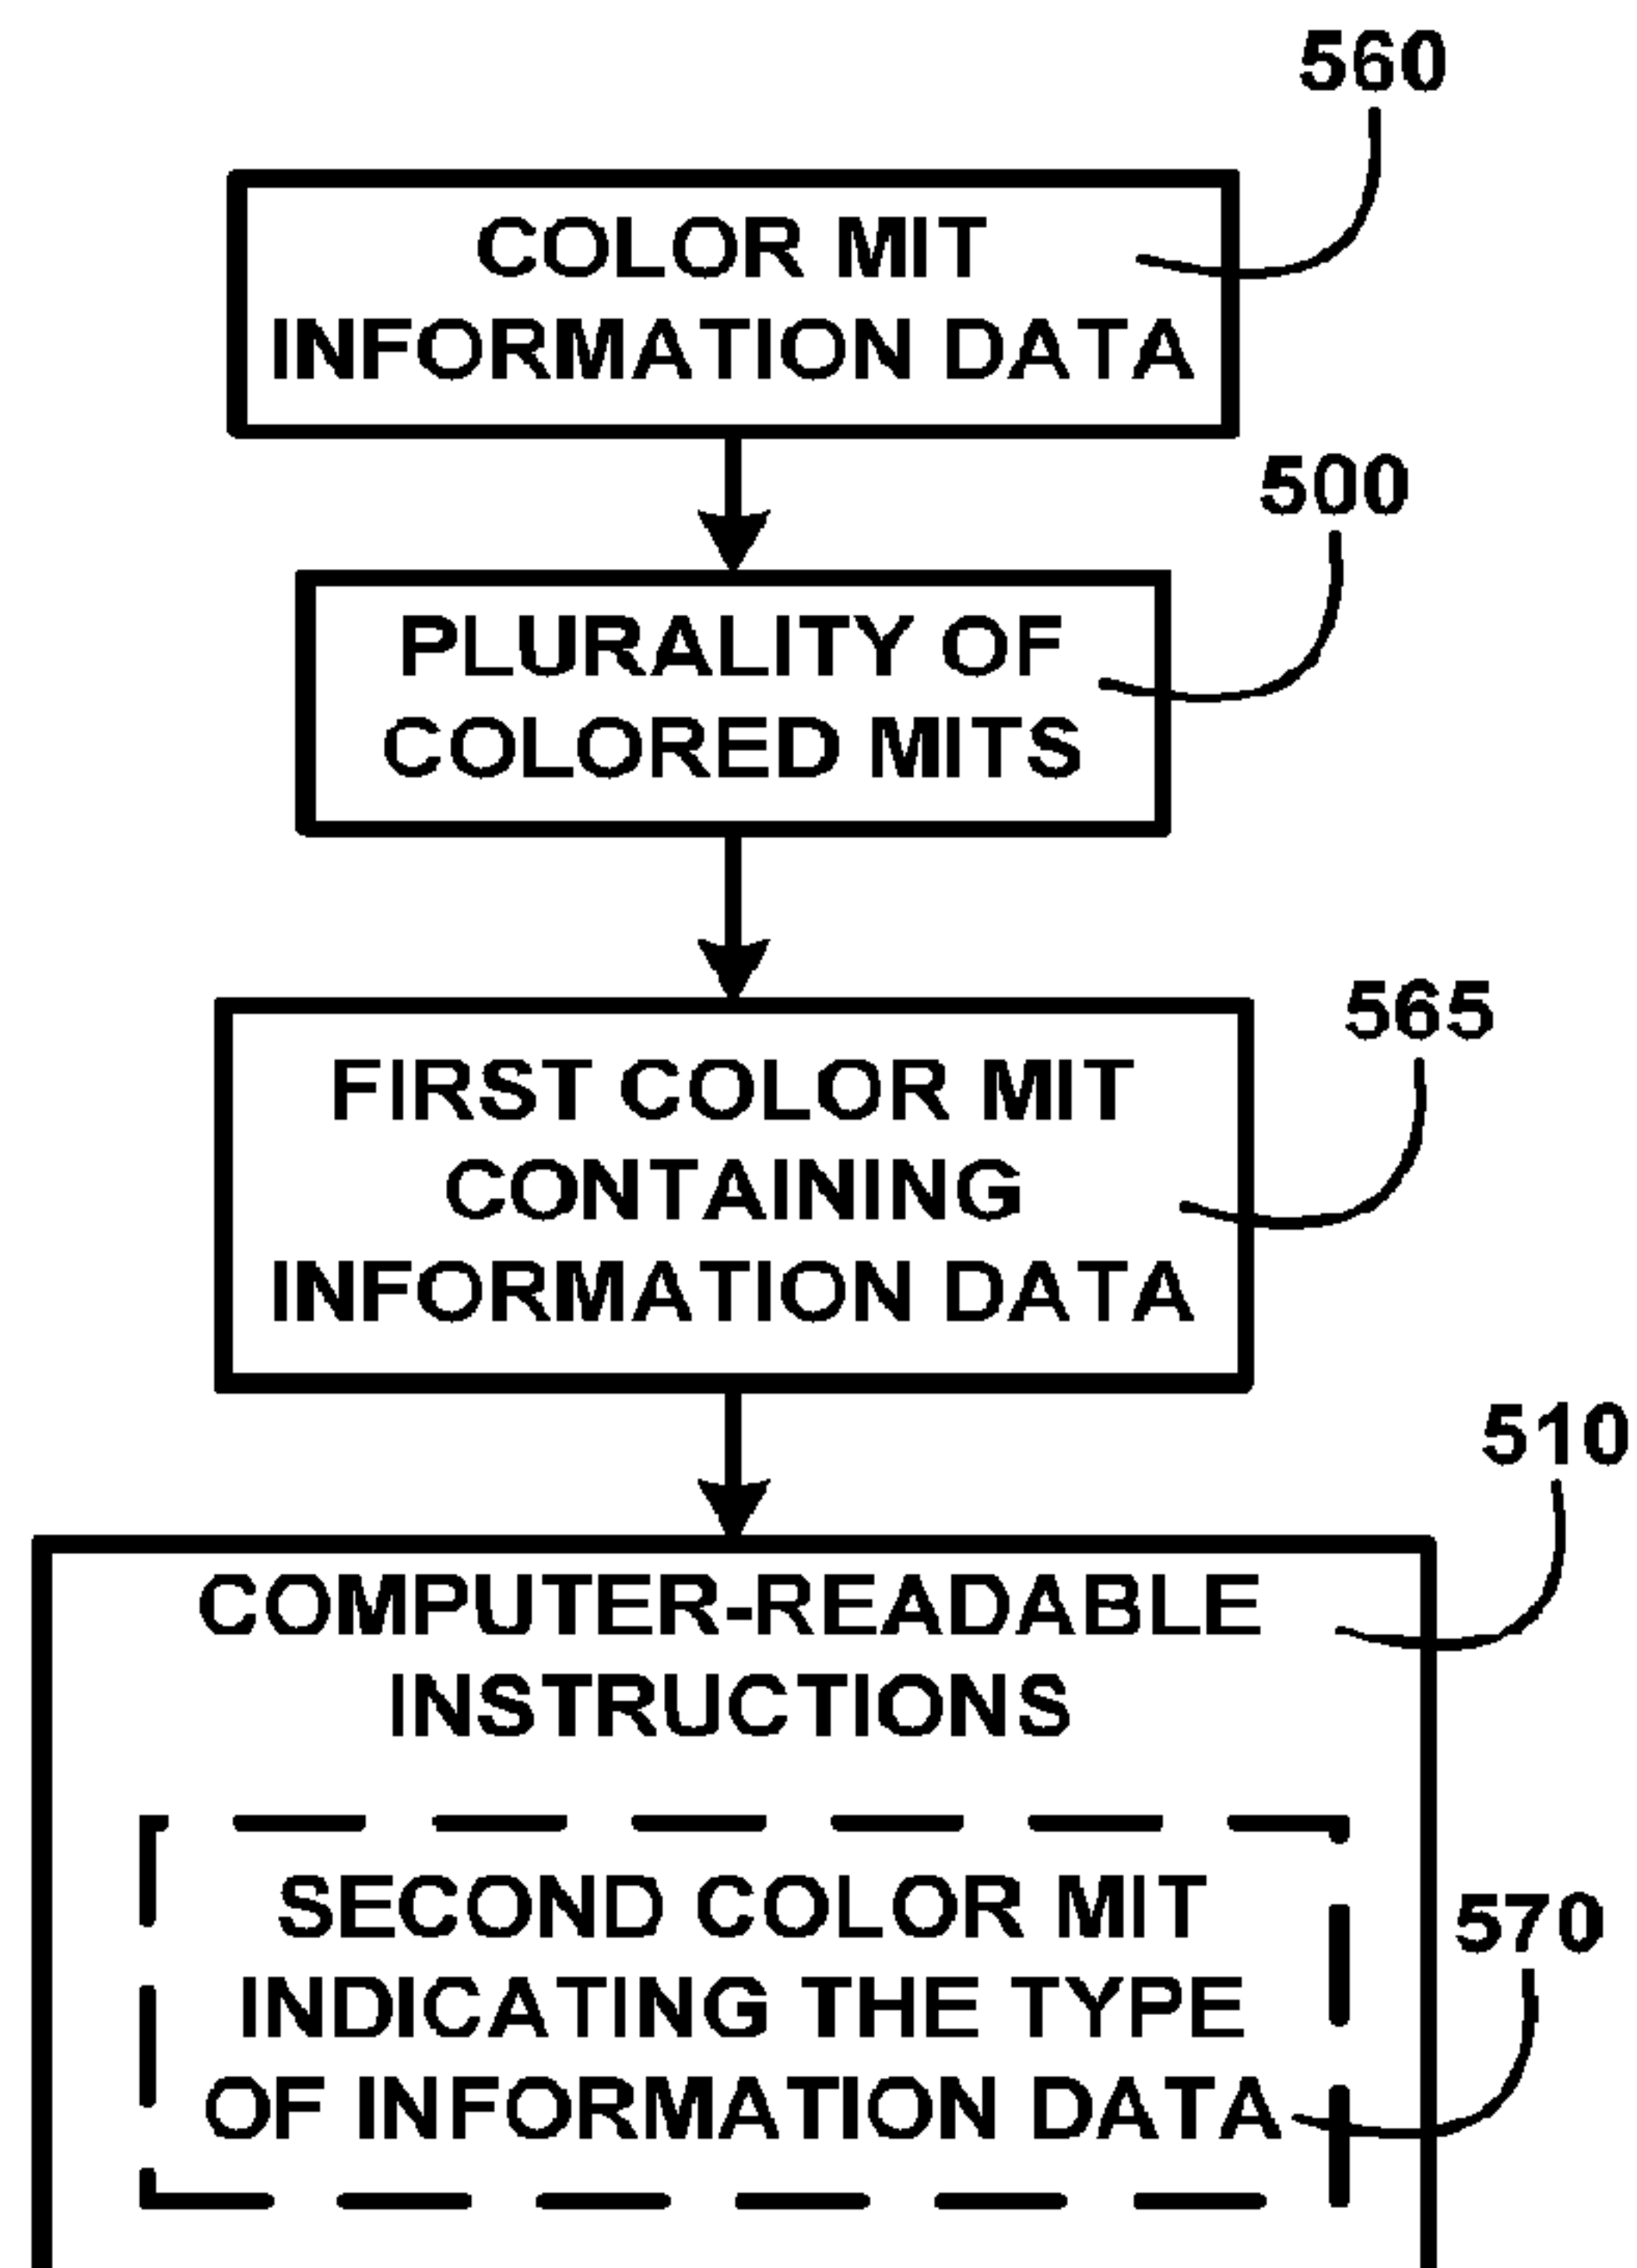 560
COLOR MIT
INFORMATION DATA
500
PLURALITY OF
COLORED MITS
565
FIRST COLOR MIT
CONTAINING
INFORMATION DATA
510
COMPUTER-READABLE
INSTRUCTIONS
SECOND COLOR MIT
570
INDICATING THE TYPE
OF INFORMATION DATA